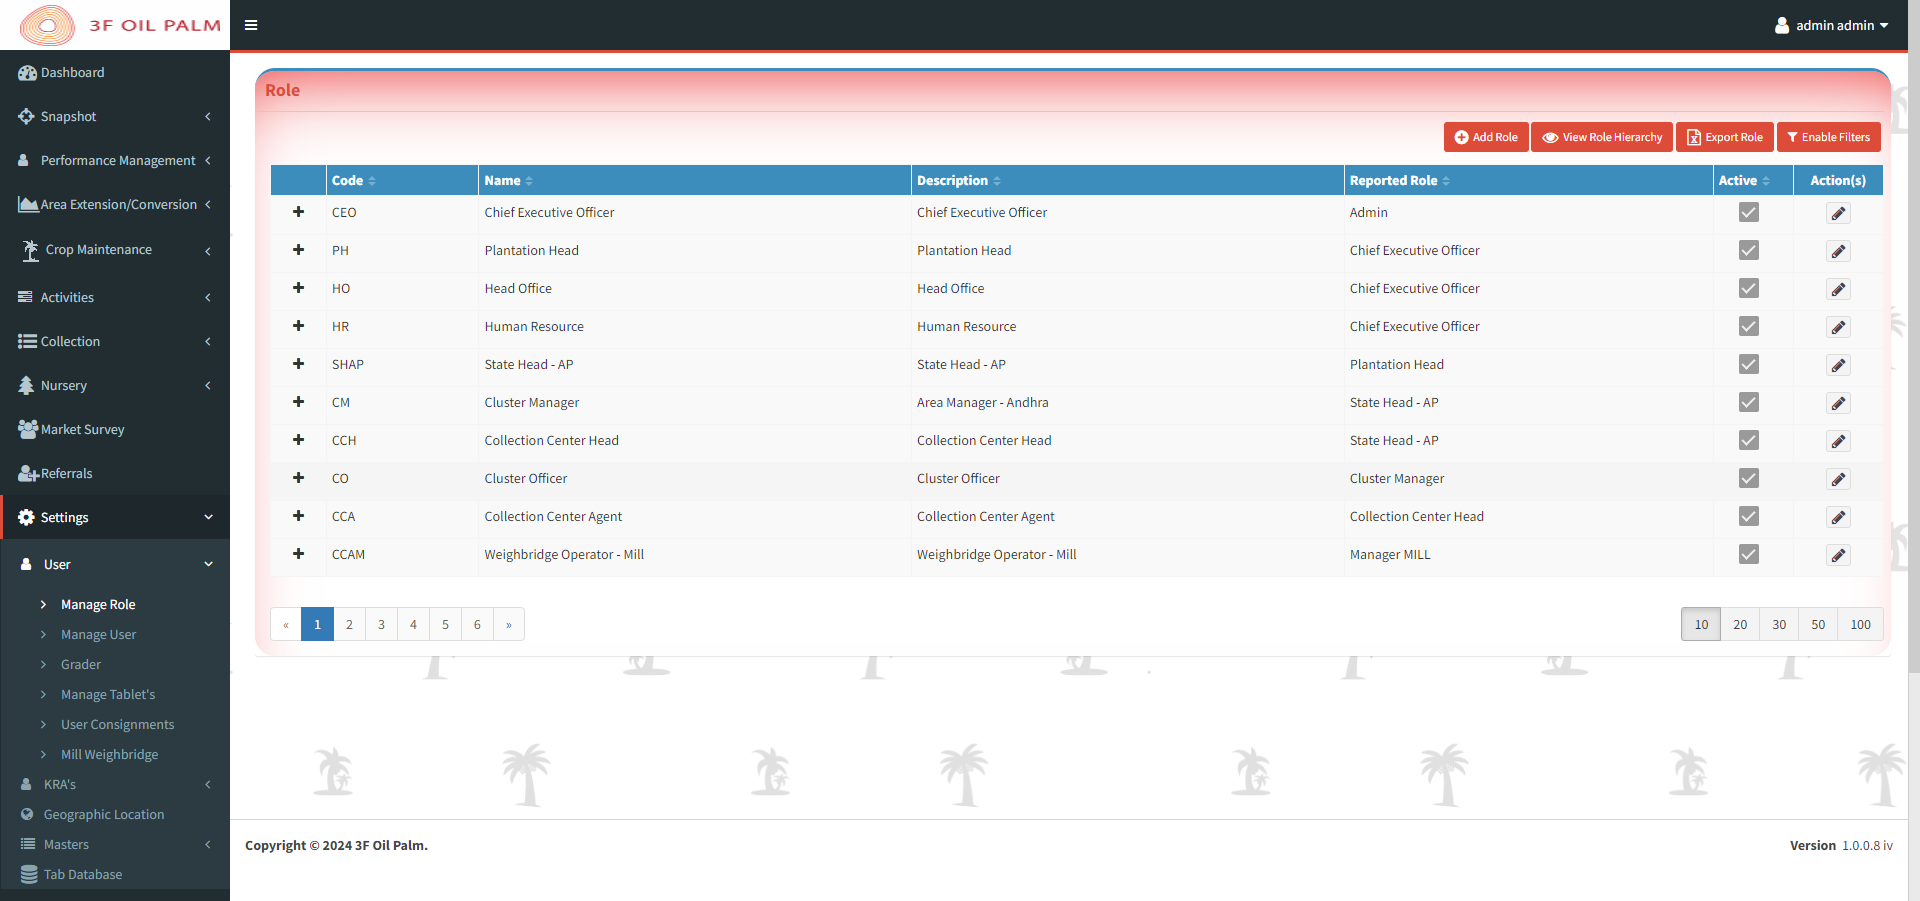 3F OIL PALM
admin admin
Dashboard
Snapshot
Performance Management
Area Extension/Conversion
Crop Maintenance
Activities
Collection
Nursery
Market Survey
Referrals
Settings
User
Manage Role
Manage User
Grader
Manage Tablet's
User Consignments
Mill Weighbridge
KRA's
Geographic Location
Masters
Tab Database
Role
Add Role View Role Hierarchy Export Role Enable Filters
Code Name Description Reported Role Active Action(s)
CEO Chief Executive Officer Chief Executive Officer Admin
PH Plantation Head Plantation Head Chief Executive Officer
HO Head Office Head Office Chief Executive Officer
HR Human Resource Human Resource Chief Executive Officer
SHAP State Head - AP State Head - AP Plantation Head
CM Cluster Manager Area Manager - Andhra State Head - AP
CCH Collection Center Head Collection Center Head State Head - AP
CO Cluster Officer Cluster Officer Cluster Manager
CCA Collection Center Agent Collection Center Agent Collection Center Head
CCAM Weighbridge Operator - Mill Weighbridge Operator - Mill Manager MILL
« 1 2 3 4 5 6 » 10 20 30 50 100
Copyright © 2024 3F Oil Palm. Version 1.0.0.8 iv